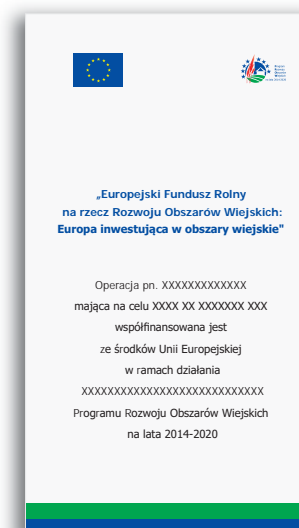 „Europejski Fundusz Rolny
na rzecz Rozwoju Obszarów Wiejskich:
Europa inwestująca w obszary wiejskie"
Operacja pn. XXXXXXXXXXXXX
mająca na celu XXXX XX XXXXXXX XXX
współfinansowana jest
ze środków Unii Europejskiej
w ramach działania
XXXXXXXXXXXXXXXXXXXXXXXXXXXX
Programu Rozwoju Obszarów Wiejskich
na lata 2014-2020